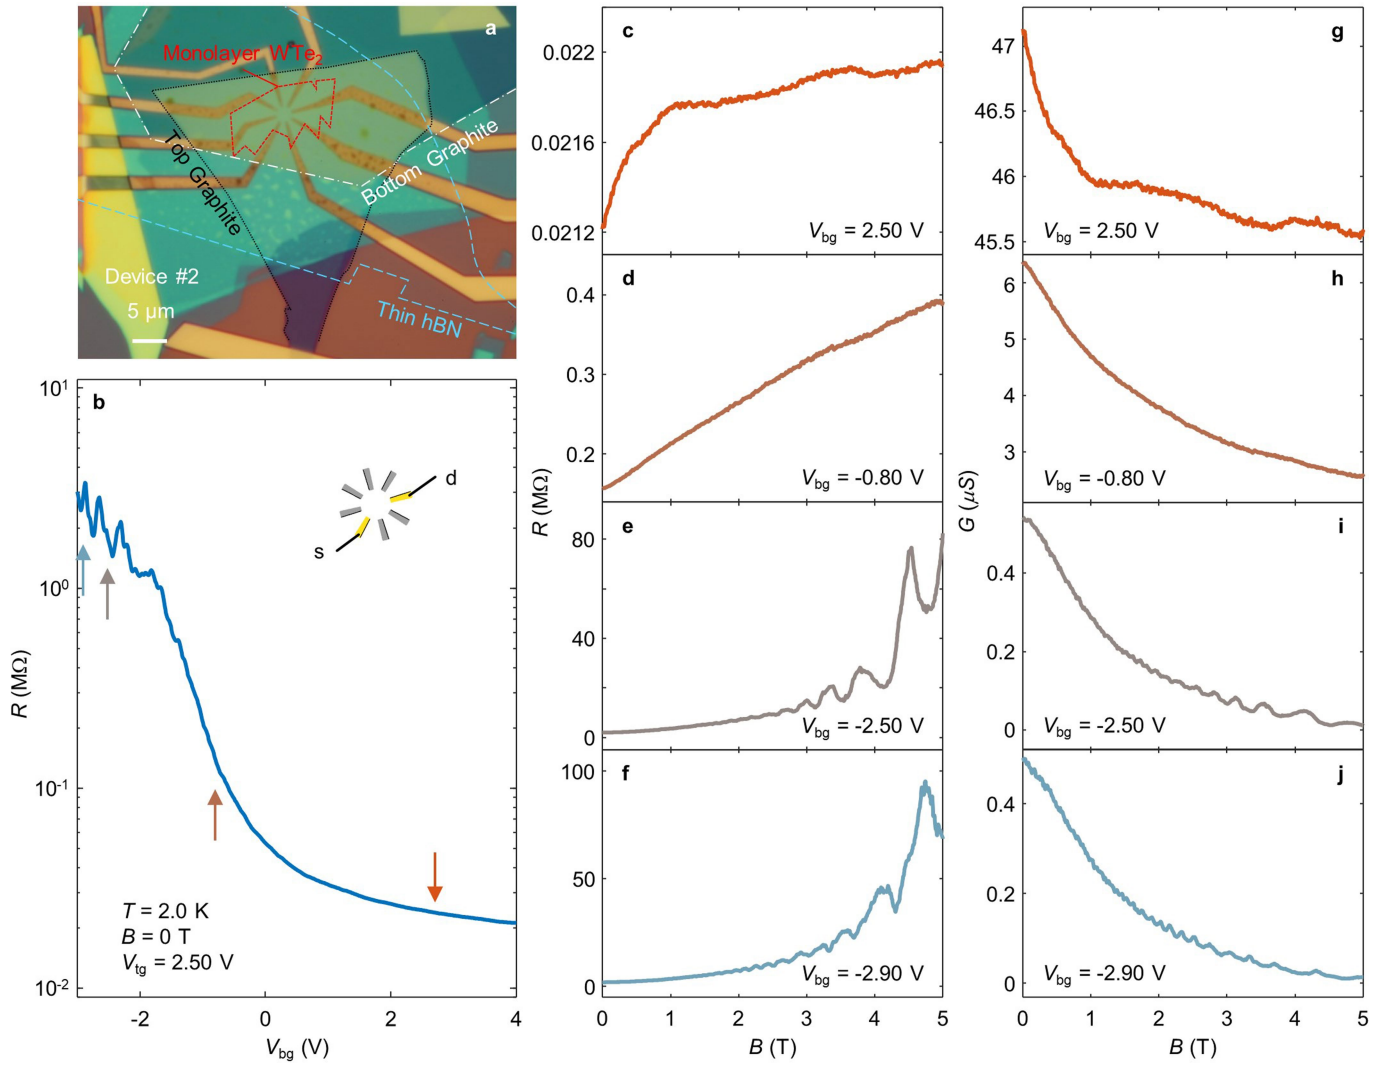 a
Monolayer WTe2
Top Graphite
Bottom Graphite
Device #2
5 μm
Thin hBN
b
10¹
10⁰
10⁻¹
10⁻²
R (MΩ)
s
d
T = 2.0 K
B = 0 T
Vtg = 2.50 V
-2
0
2
4
Vbg (V)
c
0.022
0.0216
0.0212
Vbg = 2.50 V
d
0.4
0.3
0.2
Vbg = -0.80 V
R (MΩ)
e
80
40
0
Vbg = -2.50 V
f
100
50
0
Vbg = -2.90 V
0
1
2
3
4
5
B (T)
g
47
46.5
46
45.5
Vbg = 2.50 V
h
6
5
4
3
Vbg = -0.80 V
G (μS)
i
0.4
0.2
0
Vbg = -2.50 V
j
0.4
0.2
0
Vbg = -2.90 V
0
1
2
3
4
5
B (T)